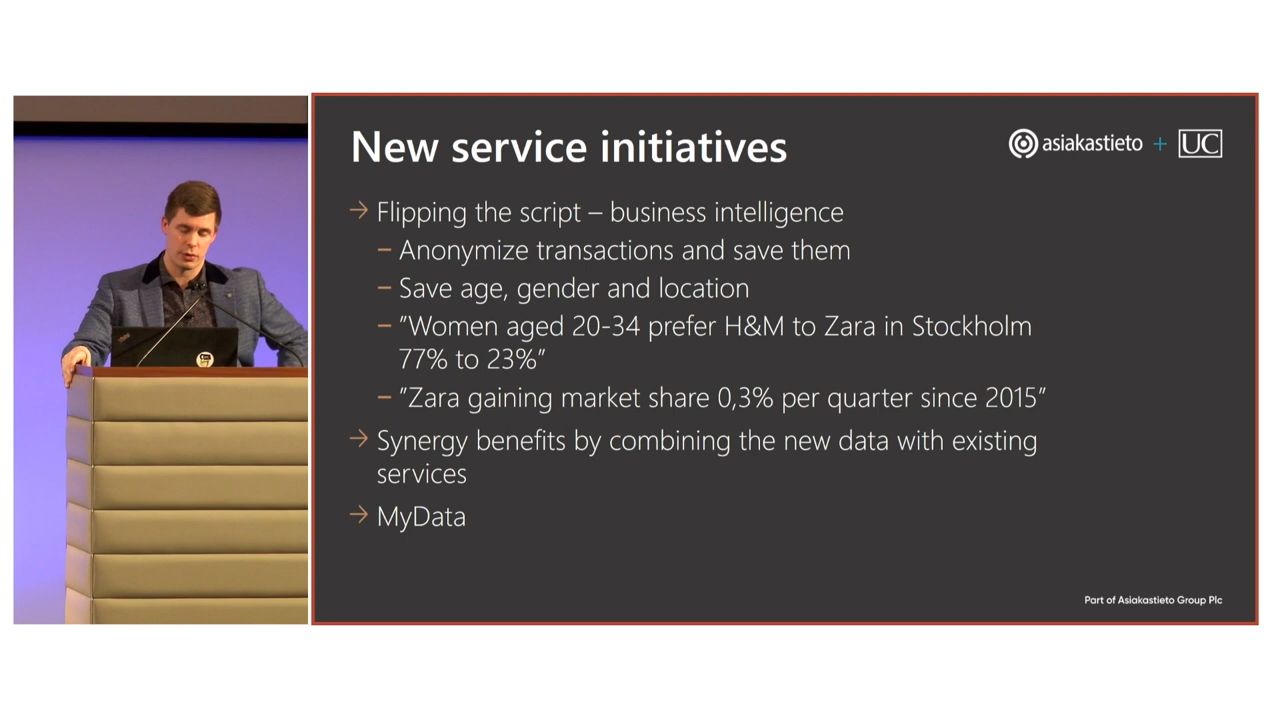 New service initiatives
asiakastieto + UC
→ Flipping the script – business intelligence
– Anonymize transactions and save them
– Save age, gender and location
– ”Women aged 20-34 prefer H&M to Zara in Stockholm
77% to 23%”
– ”Zara gaining market share 0,3% per quarter since 2015”
→ Synergy benefits by combining the new data with existing
services
→ MyData
Part of Asiakastieto Group Plc